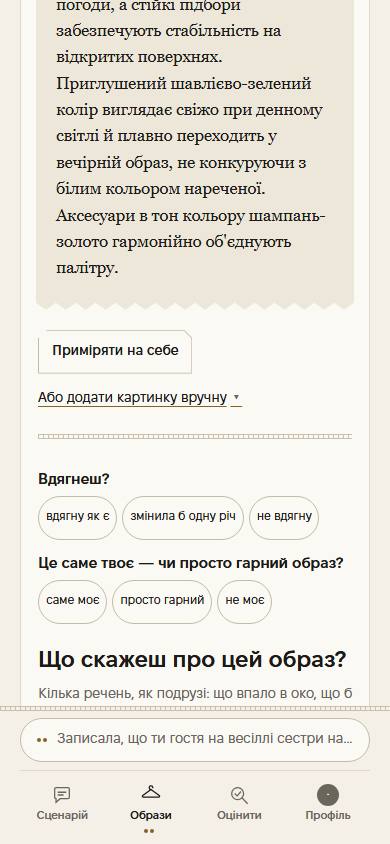 погоди, а стійкі підбори
забезпечують стабільність на
відкритих поверхнях.
Приглушений шавлієво-зелений
колір виглядає свіжо при денному
світлі й плавно переходить у
вечірній образ, не конкуруючи з
білим кольором нареченої.
Аксесуари в тон кольору шампань-
золото гармонійно об'єднують
палітру.
Приміряти на себе
Або додати картинку вручну
Вдягнеш?
вдягну як є
змінила б одну річ
не вдягну
Це саме твоє — чи просто гарний образ?
саме моє
просто гарний
не моє
Що скажеш про цей образ?
Кілька речень, як подрузі: що впало в око, що б
Записала, що ти гостя на весіллі сестри на...
Сценарій
Образи
Оцінити
Профіль